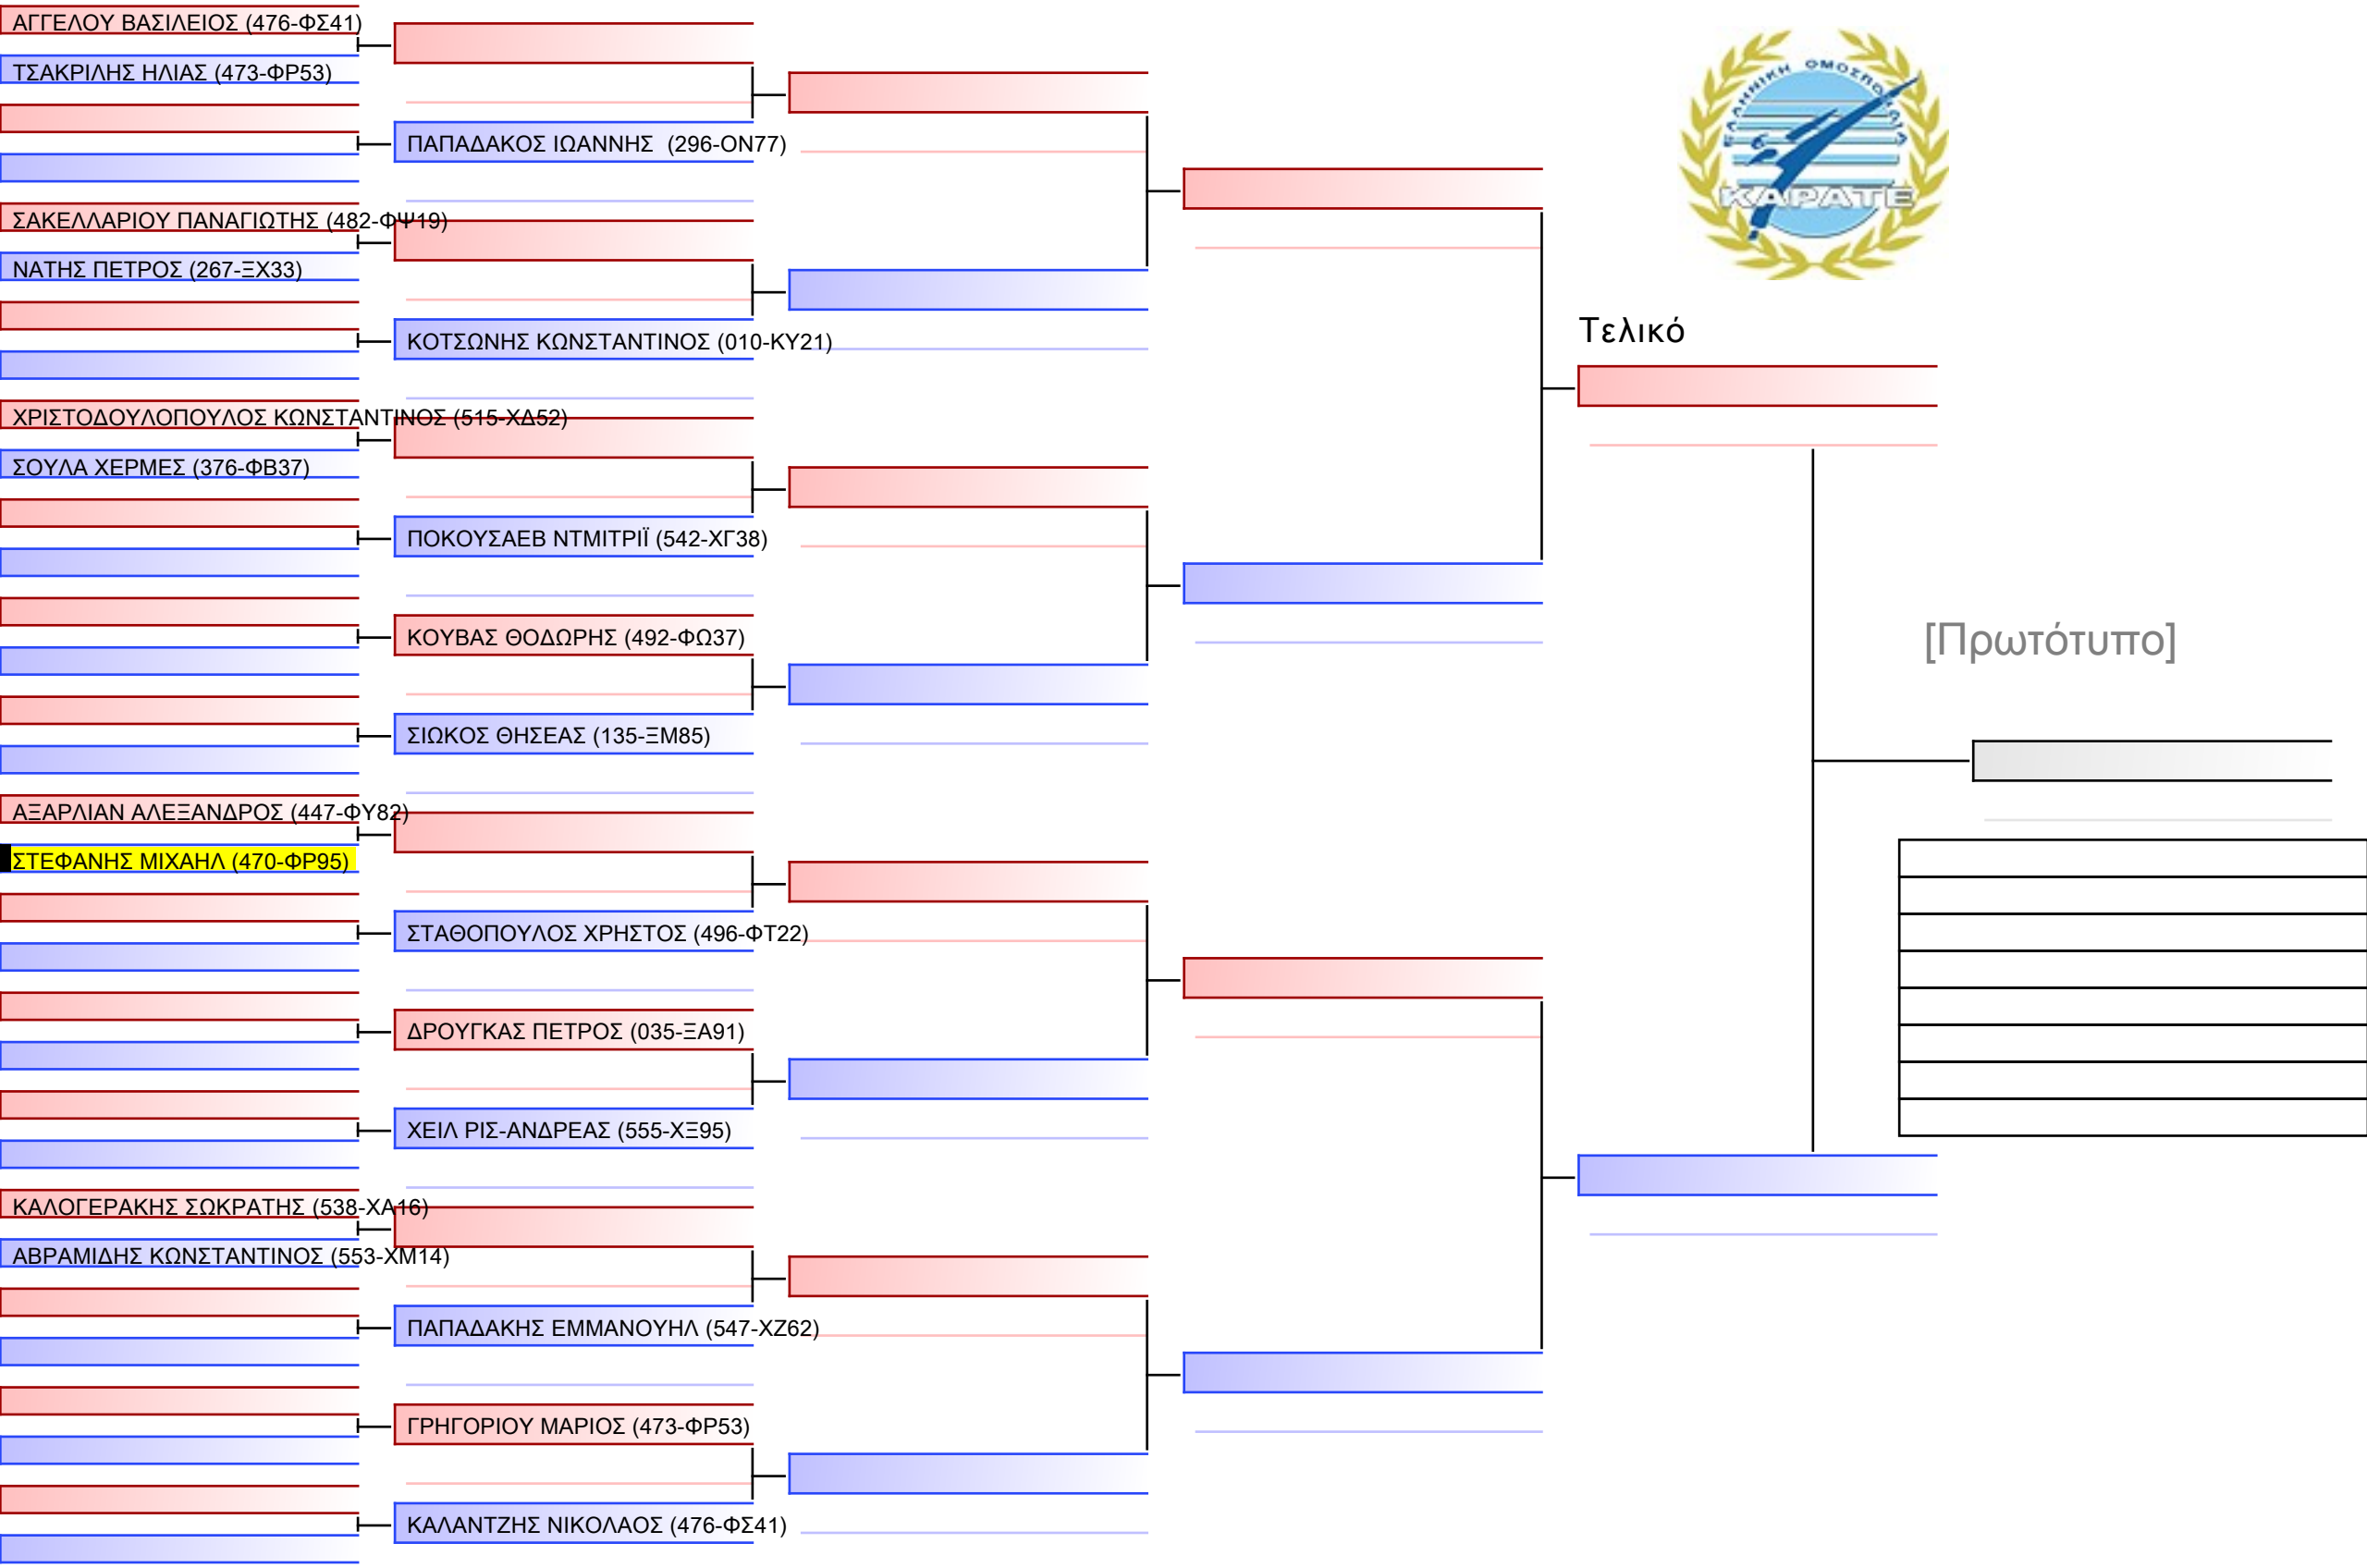 ΑΓΓΕΛΟΥ ΒΑΣΙΛΕΙΟΣ (476-ΦΣ41)
ΤΣΑΚΡΙΛΗΣ ΗΛΙΑΣ (473-ΦΡ53)
ΠΑΠΑΔΑΚΟΣ ΙΩΑΝΝΗΣ (296-ΟΝ77)
ΣΑΚΕΛΛΑΡΙΟΥ ΠΑΝΑΓΙΩΤΗΣ (482-ΦΨ19)
ΝΑΤΗΣ ΠΕΤΡΟΣ (267-ΞΧ33)
ΚΟΤΣΩΝΗΣ ΚΩΝΣΤΑΝΤΙΝΟΣ (010-ΚΥ21)
ΧΡΙΣΤΟΔΟΥΛΟΠΟΥΛΟΣ ΚΩΝΣΤΑΝΤΙΝΟΣ (515-ΧΔ52)
ΣΟΥΛΑ ΧΕΡΜΕΣ (376-ΦΒ37)
ΠΟΚΟΥΣΑΕΒ ΝΤΜΙΤΡΙΪ (542-ΧΓ38)
ΚΟΥΒΑΣ ΘΟΔΩΡΗΣ (492-ΦΩ37)
ΣΙΩΚΟΣ ΘΗΣΕΑΣ (135-ΞΜ85)
ΑΞΑΡΛΙΑΝ ΑΛΕΞΑΝΔΡΟΣ (447-ΦΥ82)
ΣΤΕΦΑΝΗΣ ΜΙΧΑΗΛ (470-ΦΡ95)
ΣΤΑΘΟΠΟΥΛΟΣ ΧΡΗΣΤΟΣ (496-ΦΤ22)
ΔΡΟΥΓΚΑΣ ΠΕΤΡΟΣ (035-ΞΑ91)
ΧΕΙΛ ΡΙΣ-ΑΝΔΡΕΑΣ (555-ΧΞ95)
ΚΑΛΟΓΕΡΑΚΗΣ ΣΩΚΡΑΤΗΣ (538-ΧΑ16)
ΑΒΡΑΜΙΔΗΣ ΚΩΝΣΤΑΝΤΙΝΟΣ (553-ΧΜ14)
ΠΑΠΑΔΑΚΗΣ ΕΜΜΑΝΟΥΗΛ (547-ΧΖ62)
ΓΡΗΓΟΡΙΟΥ ΜΑΡΙΟΣ (473-ΦΡ53)
ΚΑΛΑΝΤΖΗΣ ΝΙΚΟΛΑΟΣ (476-ΦΣ41)
ΕΛΛΗΝΙΚΗ ΟΜΟΣΠΟΝΔΙΑ
ΚΑΡΑΤΕ
Τελικό
[Πρωτότυπο]